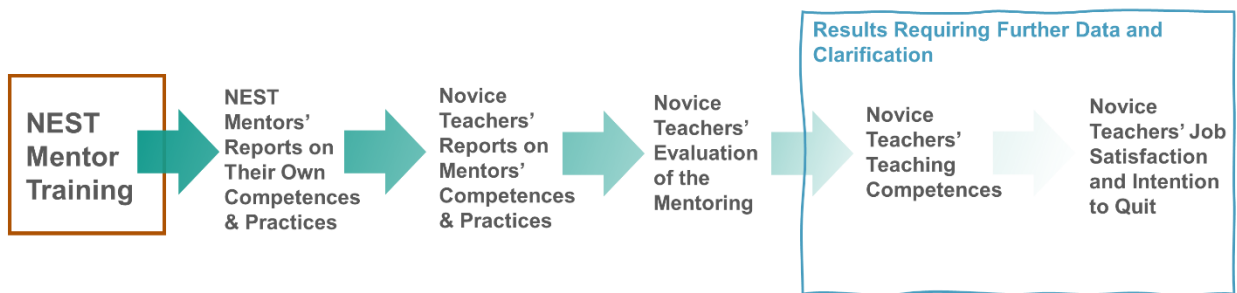 Results Requiring Further Data and
Clarification
NEST
Mentor
Training
NEST
Mentors’
Reports on
Their Own
Competences
& Practices
Novice
Teachers’
Reports on
Mentors’
Competences
& Practices
Novice
Teachers’
Evaluation
of the
Mentoring
Novice
Teachers’
Teaching
Competences
Novice
Teachers’ Job
Satisfaction
and Intention
to Quit